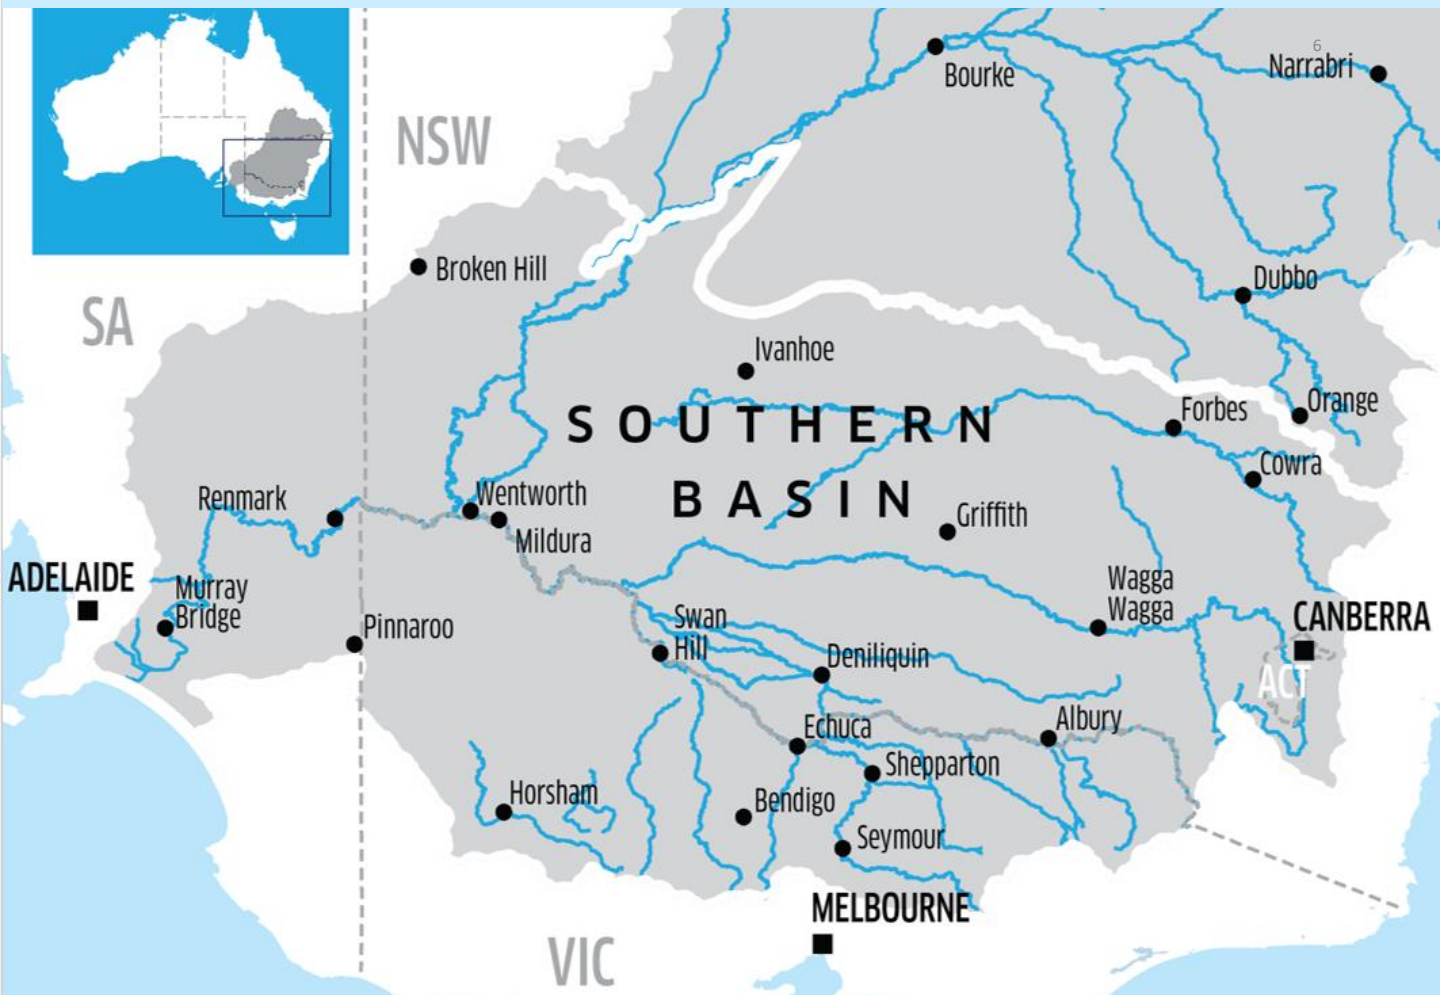 6
Narrabri
Bourke
NSW
Broken Hill
Dubbo
SA
Ivanhoe
Orange
Forbes
SOUTHERN
Cowra
BASIN
Renmark
Wentworth
Griffith
Mildura
ADELAIDE
Murray
Bridge
Wagga
Wagga
Swan
Hill
CANBERRA
Pinnaroo
Deniliquin
ACT
Albury
Echuca
Shepparton
Horsham
Bendigo
Seymour
MELBOURNE
VIC